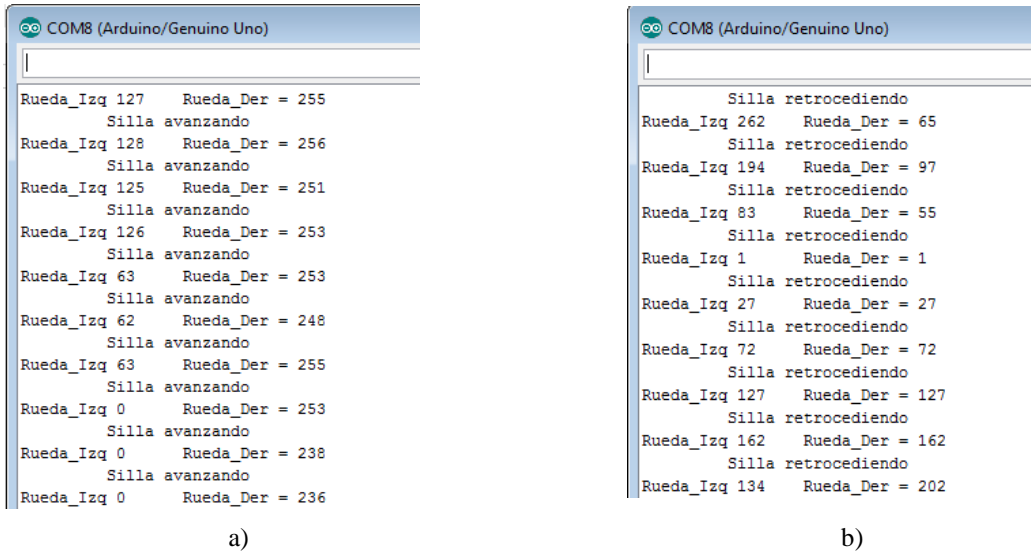 COM8 (Arduino/Genuino Uno)
Rueda_Izq 127 Rueda_Der = 255
Silla avanzando
Rueda_Izq 128 Rueda_Der = 256
Silla avanzando
Rueda_Izq 125 Rueda_Der = 251
Silla avanzando
Rueda_Izq 126 Rueda_Der = 253
Silla avanzando
Rueda_Izq 63 Rueda_Der = 253
Silla avanzando
Rueda_Izq 62 Rueda_Der = 248
Silla avanzando
Rueda_Izq 63 Rueda_Der = 255
Silla avanzando
Rueda_Izq 0 Rueda_Der = 253
Silla avanzando
Rueda_Izq 0 Rueda_Der = 238
Silla avanzando
Rueda_Izq 0 Rueda_Der = 236
a)
COM8 (Arduino/Genuino Uno)
Silla retrocediendo
Rueda_Izq 262 Rueda_Der = 65
Silla retrocediendo
Rueda_Izq 194 Rueda_Der = 97
Silla retrocediendo
Rueda_Izq 83 Rueda_Der = 55
Silla retrocediendo
Rueda_Izq 1 Rueda_Der = 1
Silla retrocediendo
Rueda_Izq 27 Rueda_Der = 27
Silla retrocediendo
Rueda_Izq 72 Rueda_Der = 72
Silla retrocediendo
Rueda_Izq 127 Rueda_Der = 127
Silla retrocediendo
Rueda_Izq 162 Rueda_Der = 162
Silla retrocediendo
Rueda_Izq 134 Rueda_Der = 202
b)